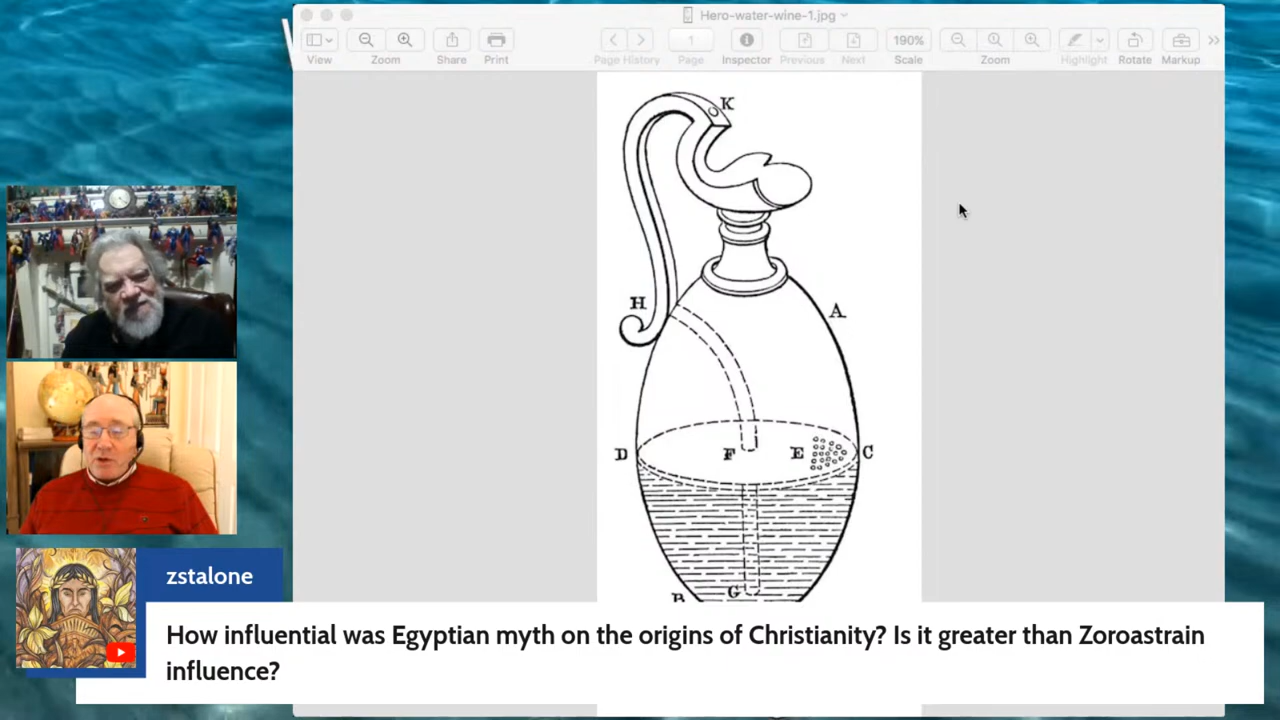 Hero-water-wine-1.jpg
View
Zoom
Share
Print
Page History
1
Page
Inspector
Previous
Next
190%
Scale
Zoom
Highlight
Rotate
Markup
K
H
A
D
F
E
C
G
B
zstalone
How influential was Egyptian myth on the origins of Christianity? Is it greater than Zoroastrain
influence?